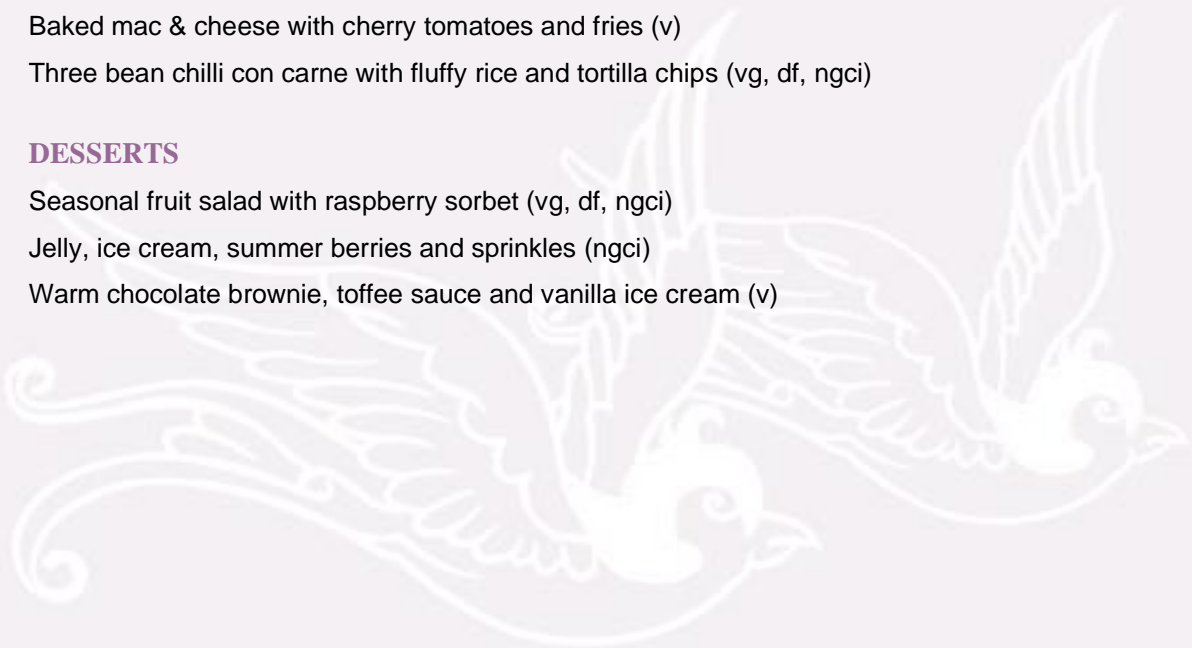 Baked mac & cheese with cherry tomatoes and fries (v)
Three bean chilli con carne with fluffy rice and tortilla chips (vg, df, ngci)
DESSERTS
Seasonal fruit salad with raspberry sorbet (vg, df, ngci)
Jelly, ice cream, summer berries and sprinkles (ngci)
Warm chocolate brownie, toffee sauce and vanilla ice cream (v)